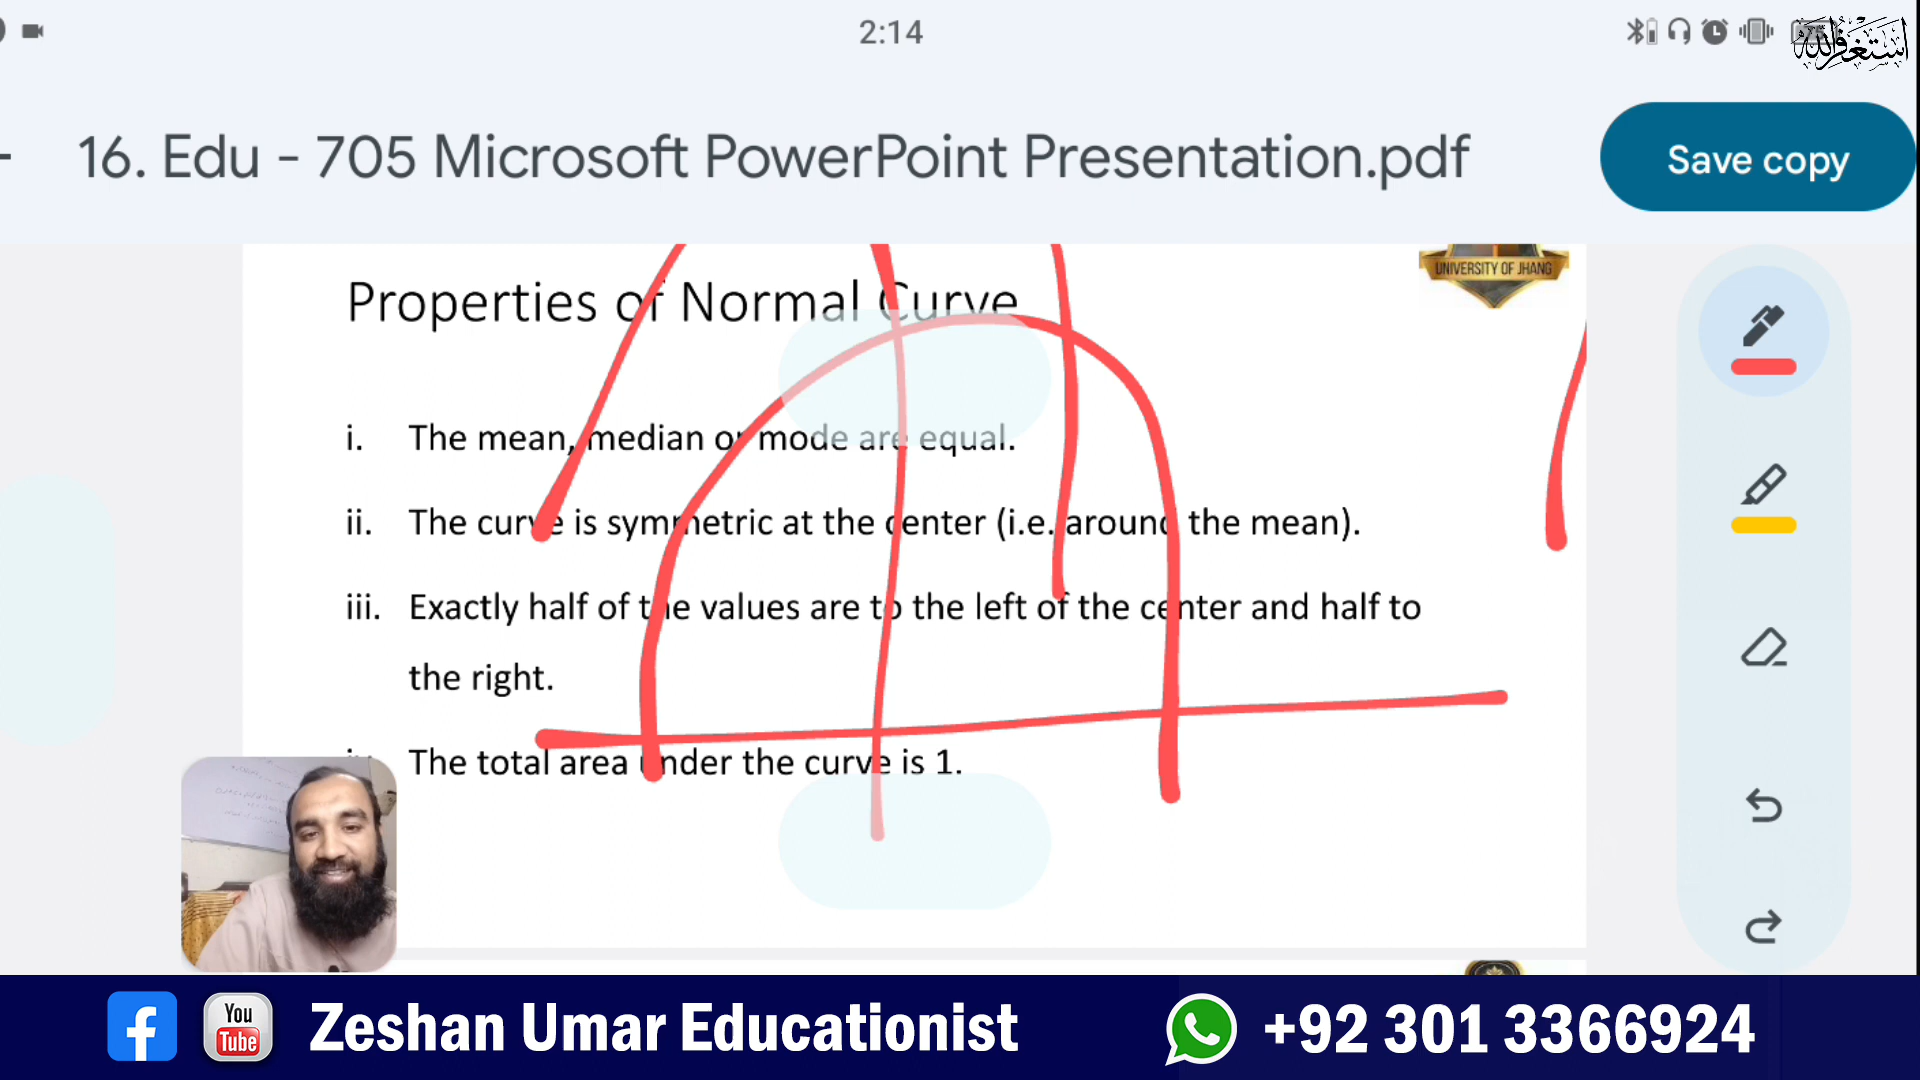 2:14
أستغفر الله
16. Edu - 705 Microsoft PowerPoint Presentation.pdf
Save copy
UNIVERSITY OF JHANG
Properties of Normal Curve
i. The mean, median or mode are equal.
ii. The curve is symmetric at the center (i.e. around the mean).
iii. Exactly half of the values are to the left of the center and half to
the right.
The total area under the curve is 1.
You
Tube
Zeshan Umar Educationist
+92 301 3366924